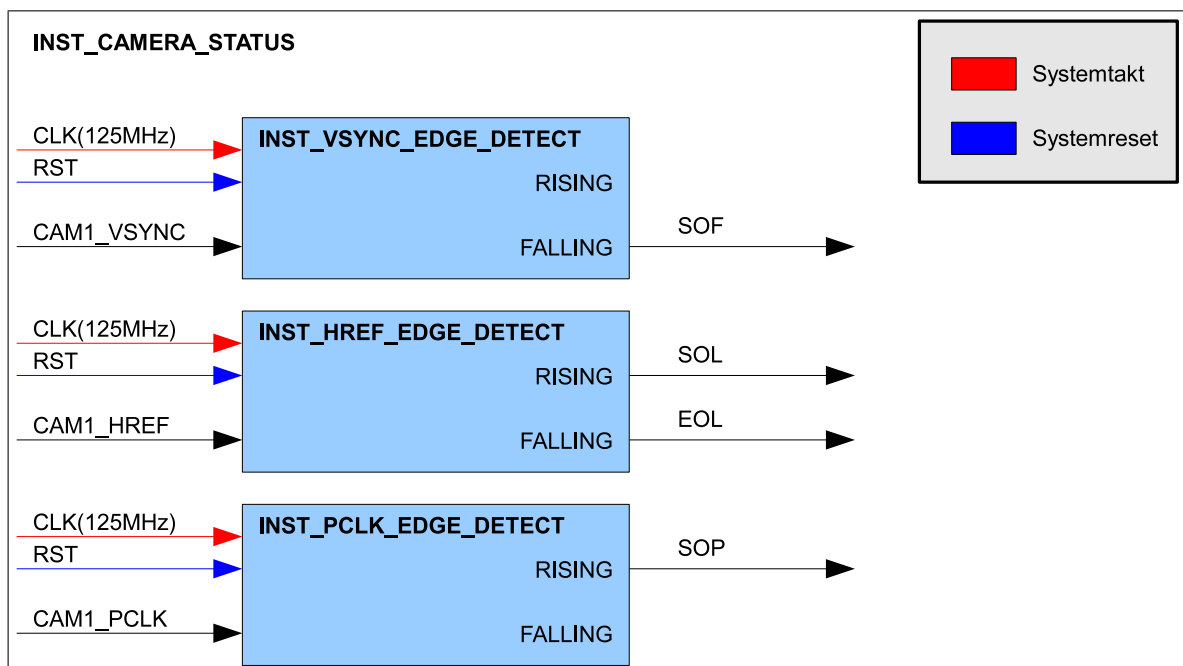 INST_CAMERA_STATUS
Systemtakt
Systemreset
CLK(125MHz)
RST
CAM1_VSYNC
INST_VSYNC_EDGE_DETECT
RISING
FALLING
SOF
CLK(125MHz)
RST
CAM1_HREF
INST_HREF_EDGE_DETECT
RISING
FALLING
SOL
EOL
CLK(125MHz)
RST
CAM1_PCLK
INST_PCLK_EDGE_DETECT
RISING
FALLING
SOP